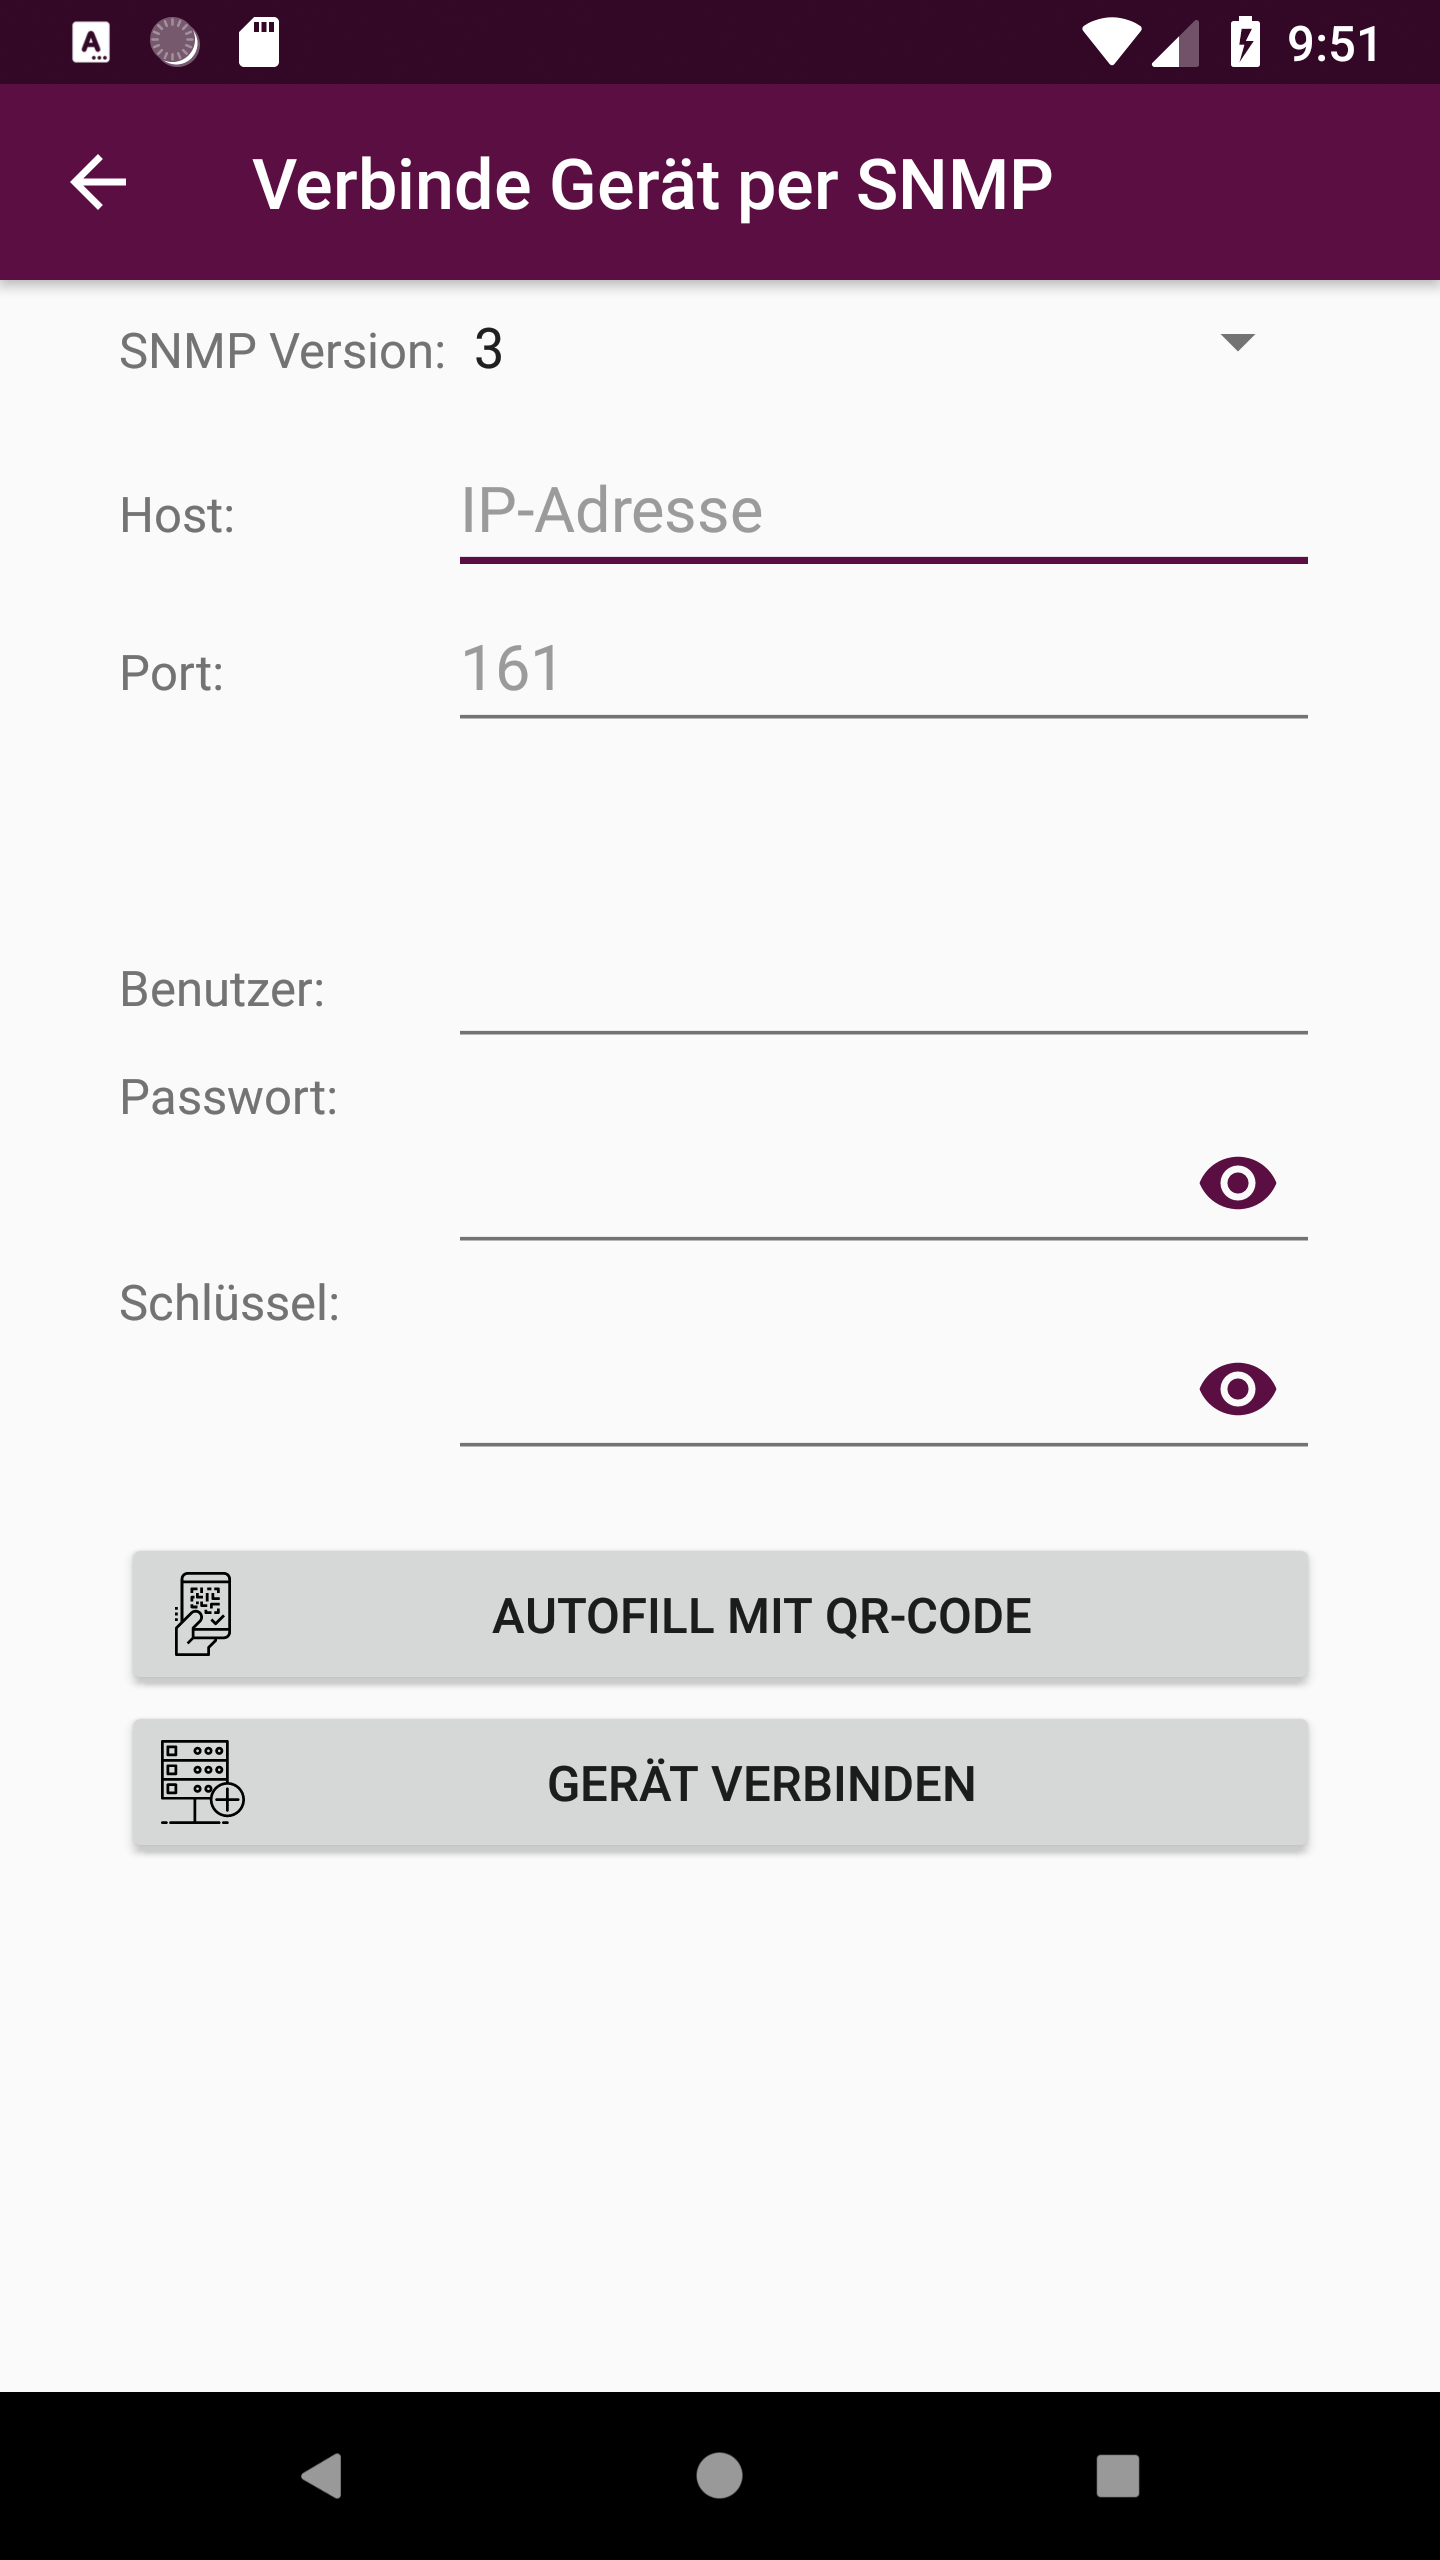 9:51
Verbinde Gerät per SNMP
SNMP Version: 3
Host: IP-Adresse
Port: 161
Benutzer:
Passwort:
Schlüssel:
AUTOFILL MIT QR-CODE
GERÄT VERBINDEN